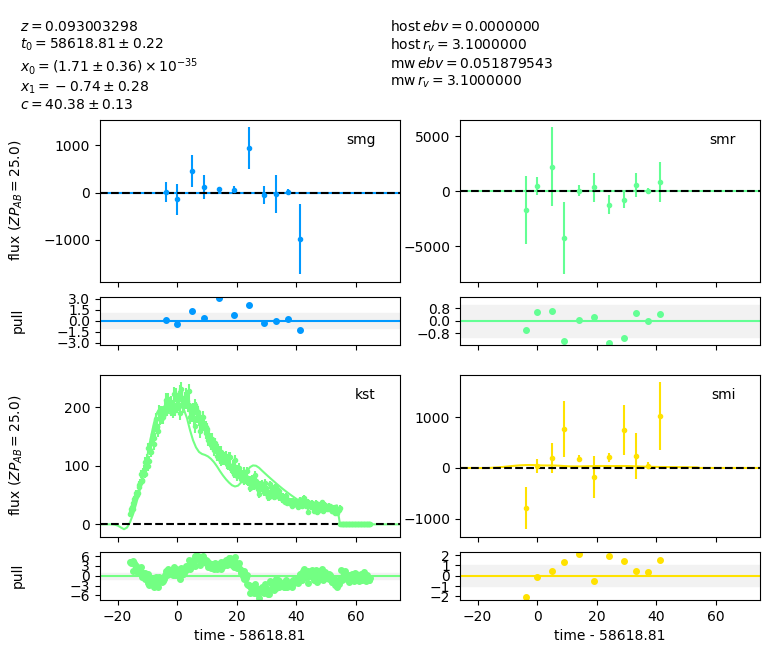 z = 0.093003298
t₀ = 58618.81 ± 0.22
x₀ = (1.71 ± 0.36) × 10⁻³⁵
x₁ = −0.74 ± 0.28
c = 40.38 ± 0.13
host ebv = 0.0000000
host r_v = 3.1000000
mw ebv = 0.051879543
mw r_v = 3.1000000
flux (ZP_AB = 25.0)
1000
0
−1000
smg
5000
0
−5000
smr
pull
3.0
1.5
0.0
−1.5
−3.0
0.8
0.0
−0.8
flux (ZP_AB = 25.0)
200
100
0
kst
1000
0
−1000
smi
pull
6
3
0
−3
−6
2
1
0
−1
−2
−20 0 20 40 60
time - 58618.81
−20 0 20 40 60
time - 58618.81